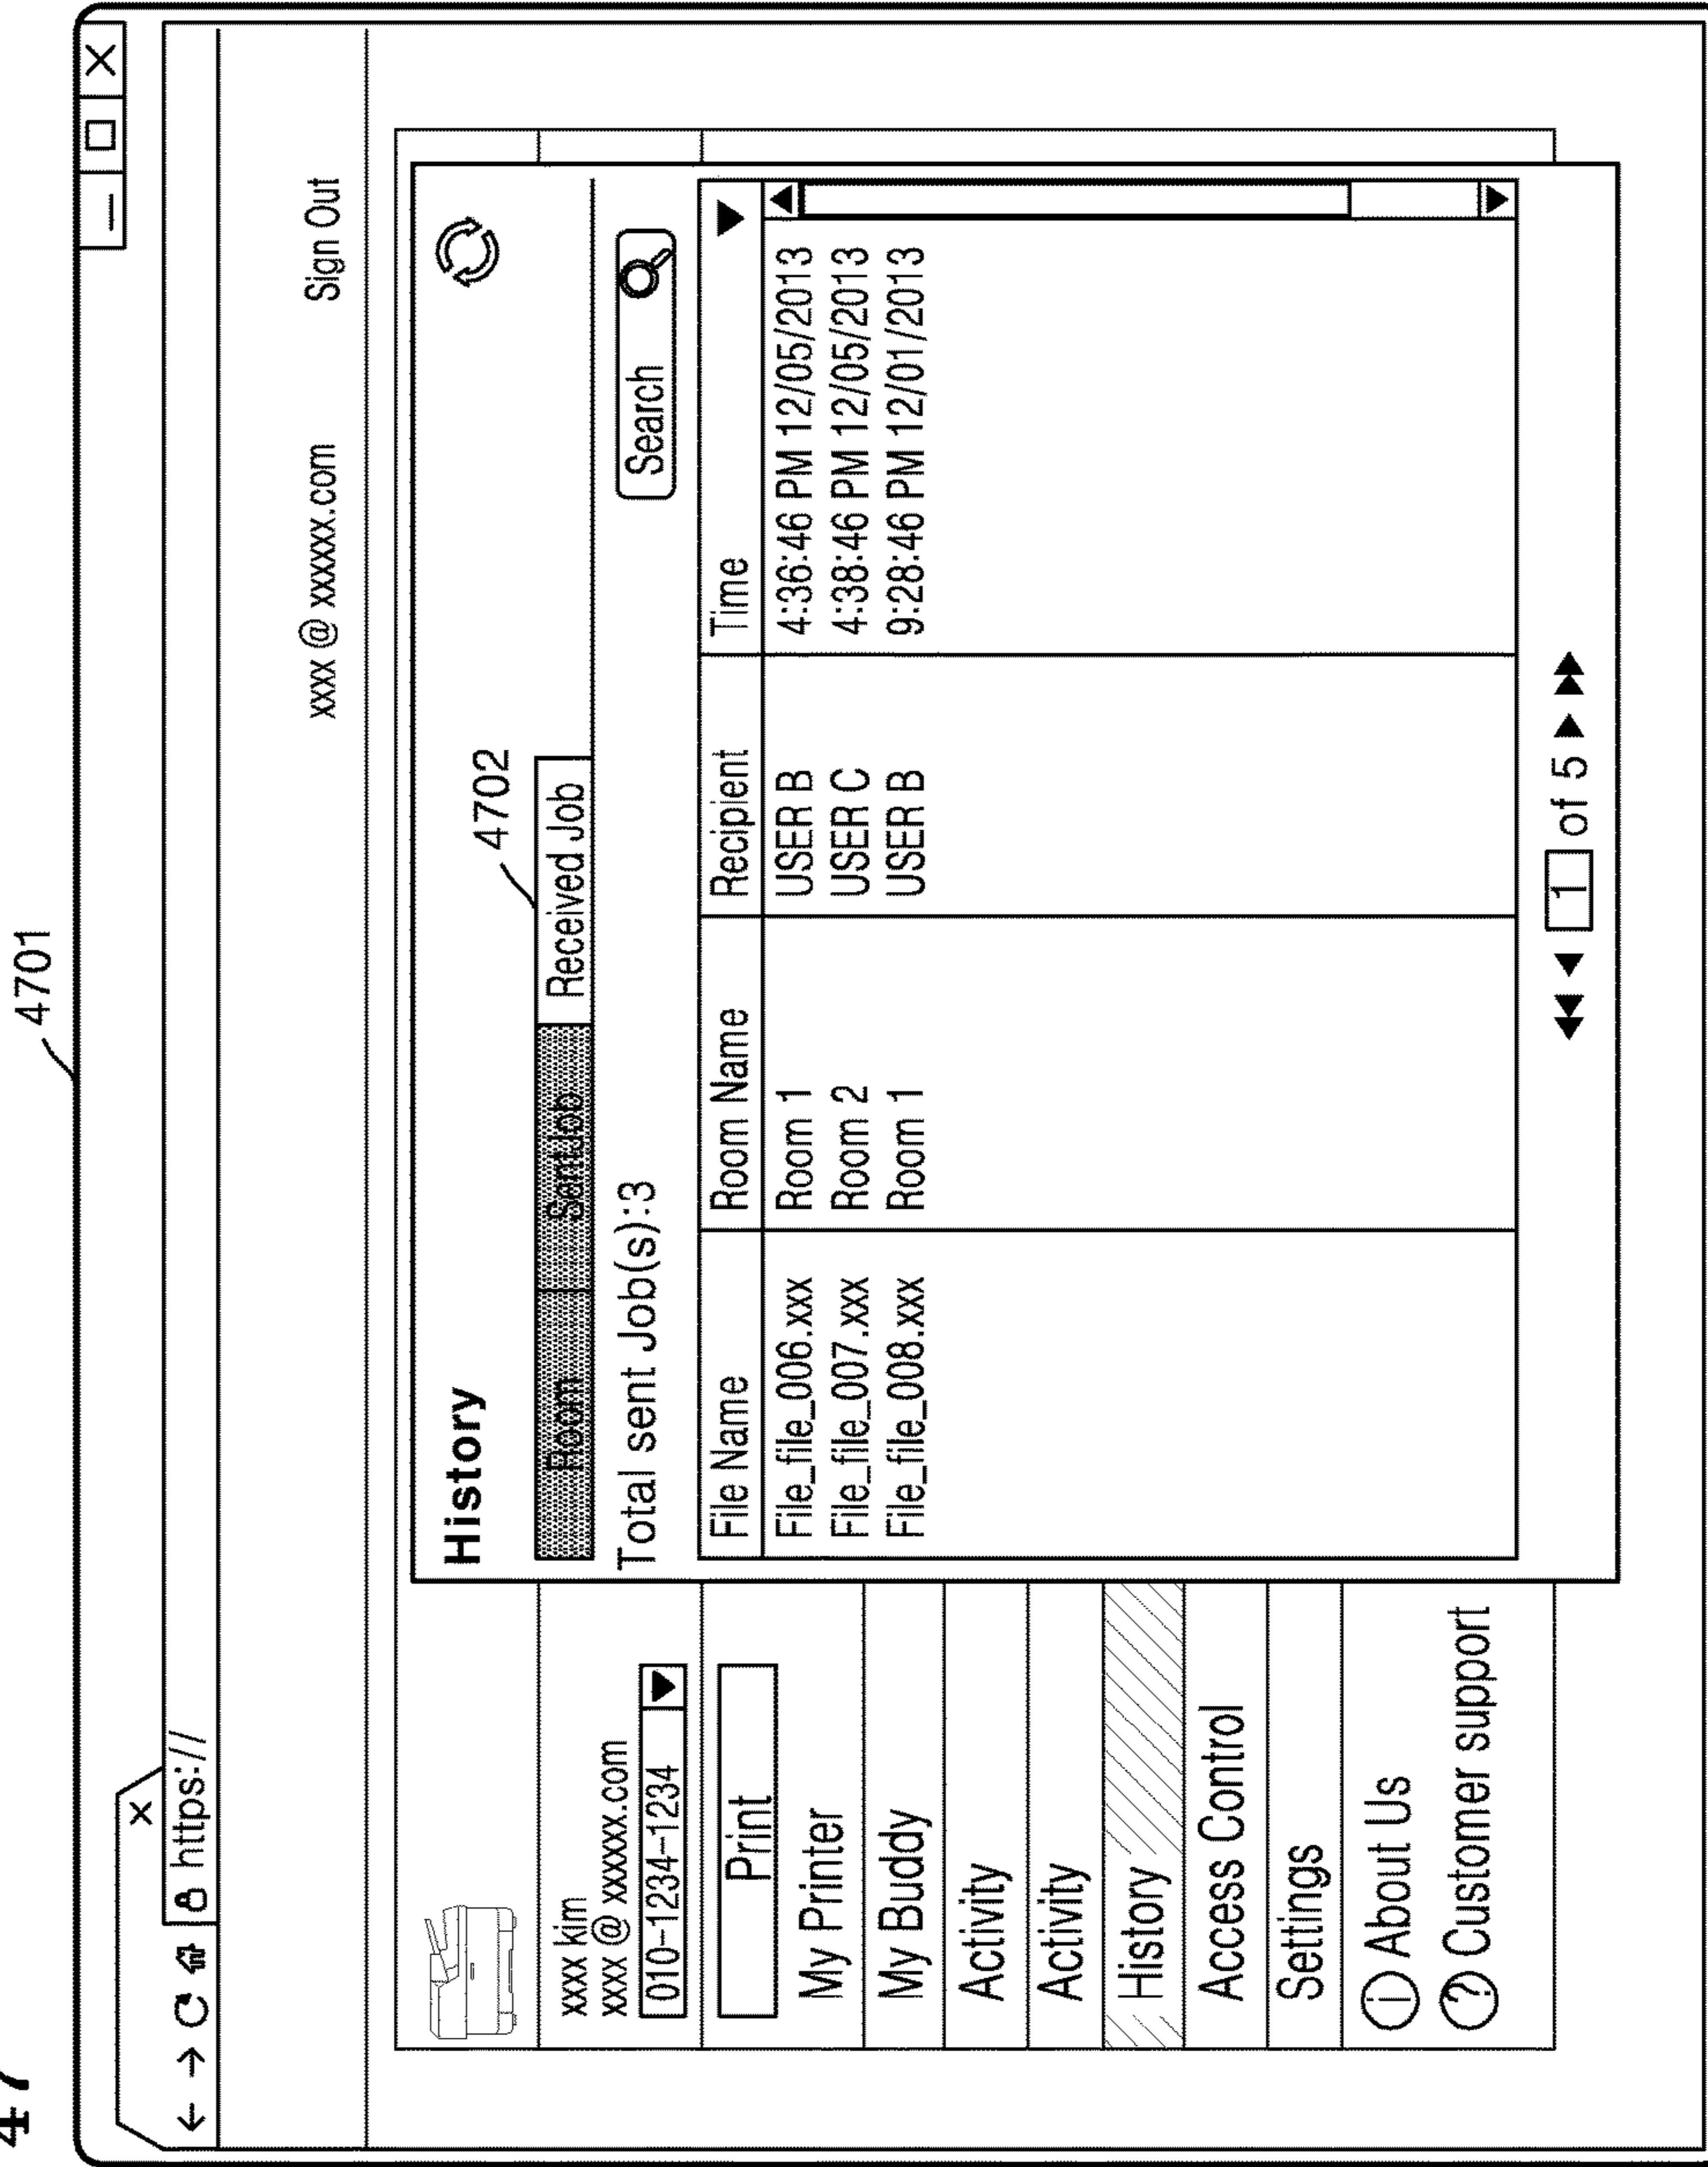 47
4701
×
https://
xxxx @ xxxxx.com Sign Out
xxxx kim
xxxx @ xxxxxx.com
010-1234-1234
Print
My Printer
My Buddy
Activity
Activity
History
Access Control
Settings
i About Us
? Customer support
History
4702
Room Sent Job Received Job
Total sent Job(s):3
Search
File Name Room Name Recipient Time
File_file_006.xxx Room 1 USER B 4:36:46 PM 12/05/2013
File_file_007.xxx Room 2 USER C 4:38:46 PM 12/05/2013
File_file_008.xxx Room 1 USER B 9:28:46 PM 12/01/2013
1 of 5